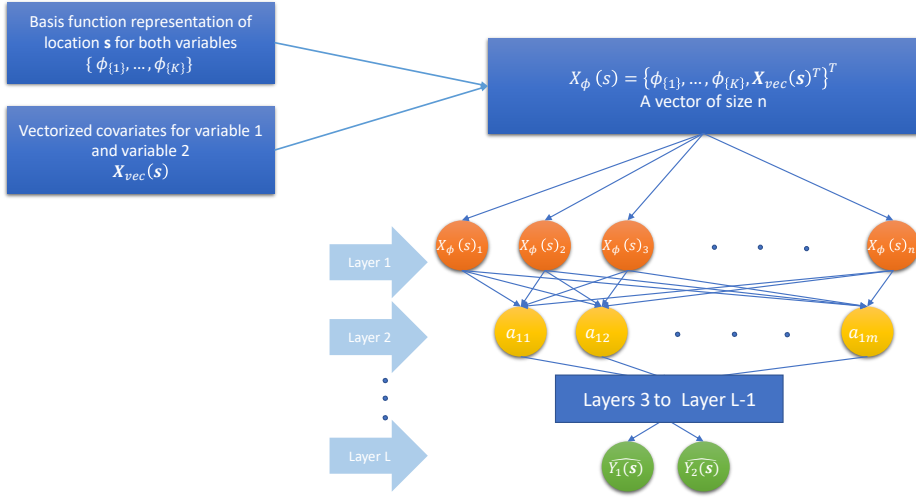 Basis function representation of
location s for both variables
{ ϕ{1}, … , ϕ{K}}
Vectorized covariates for variable 1
and variable 2
Xvec(s)
Xϕ (s) = {ϕ{1}, … , ϕ{K}, Xvec(s)ᵀ}ᵀ
A vector of size n
Layer 1
Xϕ (s)₁
Xϕ (s)₂
Xϕ (s)₃
. . .
Xϕ (s)ₙ
Layer 2
a₁₁
a₁₂
. . .
a₁ₘ
Layers 3 to Layer L-1
Layer L
Ŷ₁(s)
Ŷ₂(s)